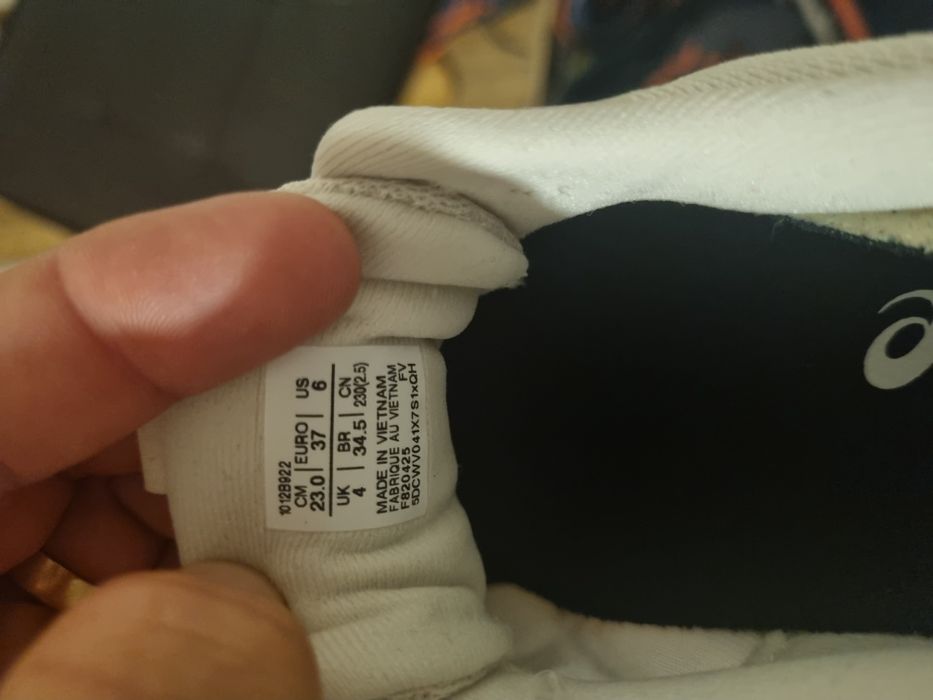 1012B922
CM | EURO | US
23.0 | 37 | 6
UK | BR | CN
4 | 34.5 | 230(2.5)
MADE IN VIETNAM
FABRIQUE AU VIETNAM
F820425 FV
5DCWV041X7S1xQH